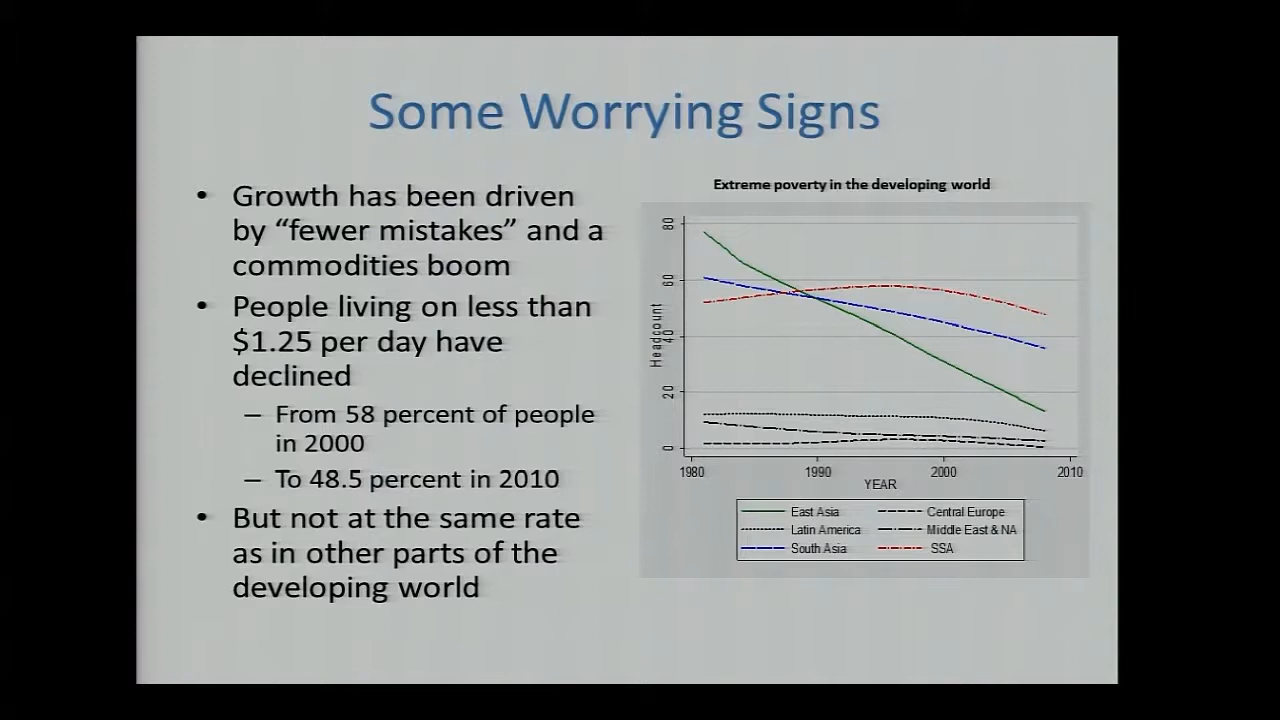 Some Worrying Signs
• Growth has been driven
by “fewer mistakes” and a
commodities boom
• People living on less than
$1.25 per day have
declined
– From 58 percent of people
in 2000
– To 48.5 percent in 2010
• But not at the same rate
as in other parts of the
developing world
Extreme poverty in the developing world
Headcount
80
60
40
20
0
1980 1990 2000 2010
YEAR
East Asia Central Europe
Latin America Middle East & NA
South Asia SSA